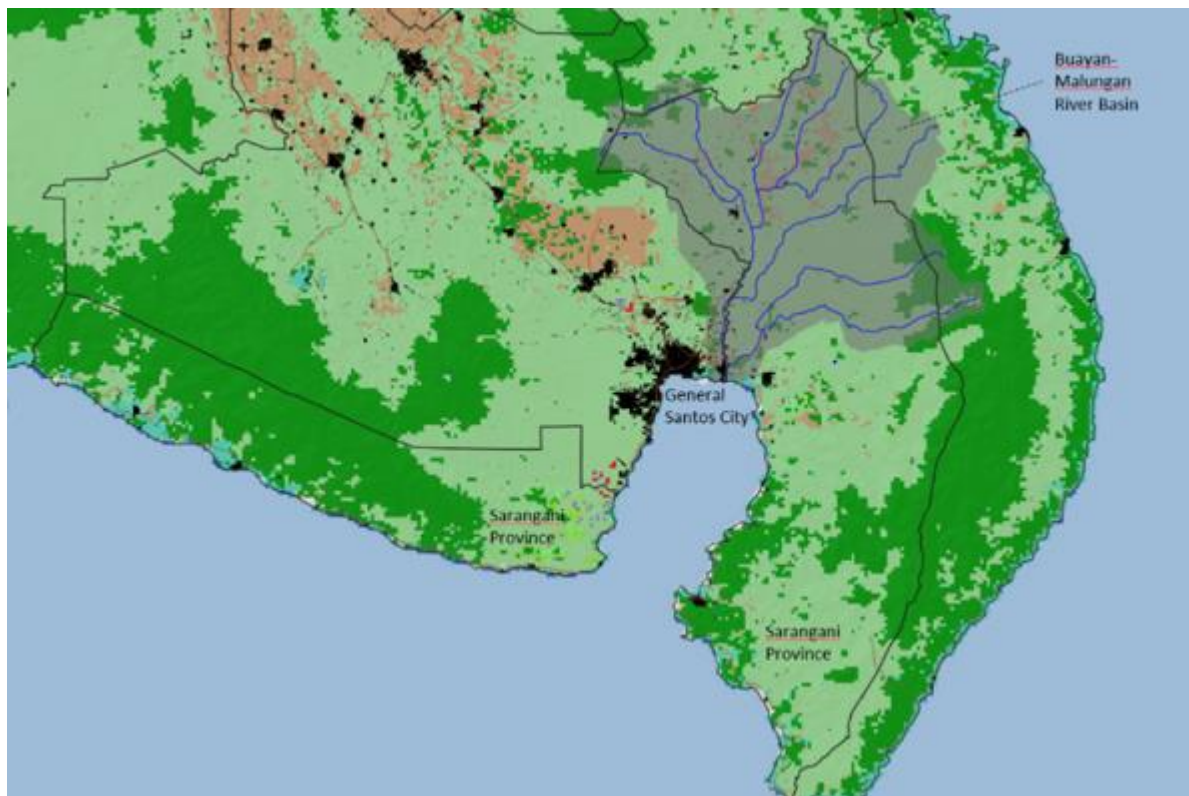 Buayan-
Malungan
River Basin
General
Santos City
Sarangani
Province
Sarangani
Province